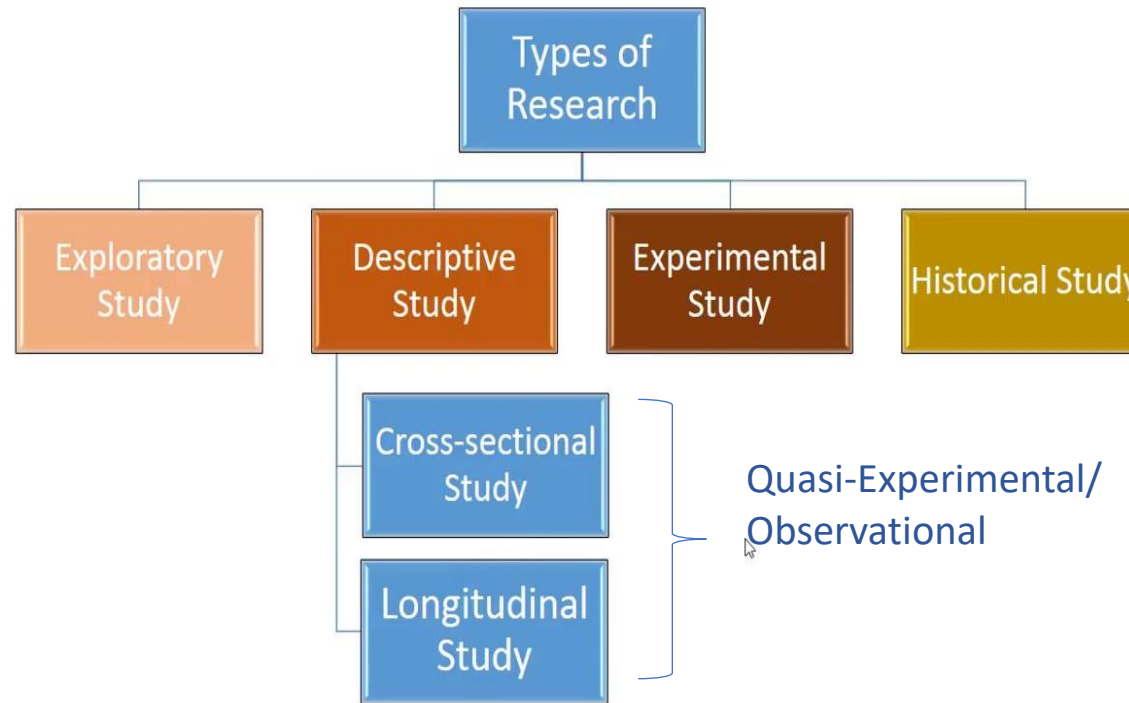 Types of
Research
Exploratory
Study
Descriptive
Study
Experimental
Study
Historical Study
Cross-sectional
Study
Longitudinal
Study
Quasi-Experimental/
Observational